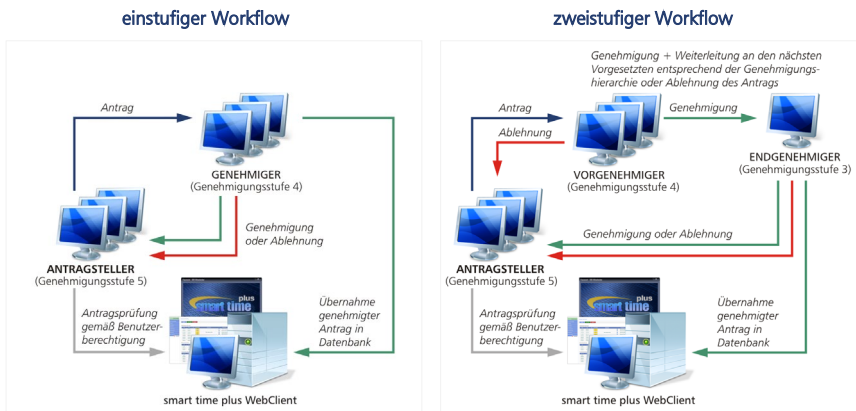 einstufiger Workflow
Antrag
GENEHMIGER
(Genehmigungsstufe 4)
Genehmigung
oder Ablehnung
ANTRAGSTELLER
(Genehmigungsstufe 5)
Antragsprüfung
gemäß Benutzer-
berechtigung
plus
smart time
Übernahme
genehmigter
Antrag in
Datenbank
smart time plus WebClient
zweistufiger Workflow
Genehmigung + Weiterleitung an den nächsten
Vorgesetzten entsprechend der Genehmigungs-
hierarchie oder Ablehnung des Antrags
Antrag
Genehmigung
Ablehnung
VORGENEHMIGER
(Genehmigungsstufe 4)
ENDGENEHMIGER
(Genehmigungsstufe 3)
Genehmigung oder Ablehnung
ANTRAGSTELLER
(Genehmigungsstufe 5)
Antragsprüfung
gemäß Benutzer-
berechtigung
plus
smart time
Übernahme
genehmigter
Antrag in
Datenbank
smart time plus WebClient